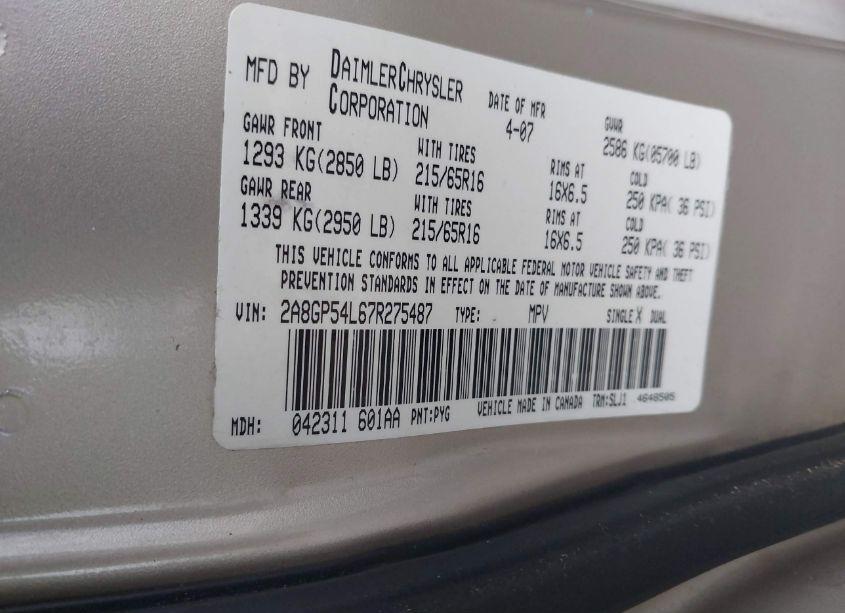 MFD BY DAIMLERCHRYSLER CORPORATION
DATE OF MFR 4-07
GVWR 2586 KG(05700 LB)
GAWR FRONT WITH TIRES RIMS AT COLD
1293 KG(2850 LB) 215/65R16 16X6.5 250 KPA( 36 PSI)
GAWR REAR WITH TIRES RIMS AT COLD
1339 KG(2950 LB) 215/65R16 16X6.5 250 KPA( 36 PSI)
THIS VEHICLE CONFORMS TO ALL APPLICABLE FEDERAL MOTOR VEHICLE SAFETY AND THEFT
PREVENTION STANDARDS IN EFFECT ON THE DATE OF MANUFACTURE SHOWN ABOVE.
VIN: 2A8GP54L67R275487 TYPE: MPV SINGLE X DUAL
MDH: 042311 601AA PNT:PYG VEHICLE MADE IN CANADA TRM:SLJ1 4648505